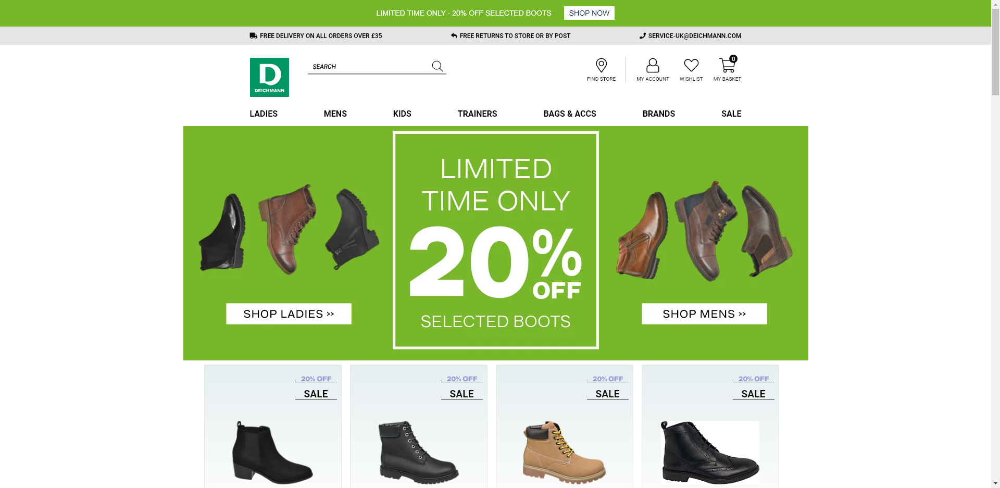 LIMITED TIME ONLY - 20% OFF SELECTED BOOTS
SHOP NOW
FREE DELIVERY ON ALL ORDERS OVER £35
FREE RETURNS TO STORE OR BY POST
SERVICE-UK@DEICHMANN.COM
D
DEICHMANN
SEARCH
FIND STORE
MY ACCOUNT
WISHLIST
0
MY BASKET
LADIES
MENS
KIDS
TRAINERS
BAGS & ACCS
BRANDS
SALE
LIMITED
TIME ONLY
20%
OFF
SELECTED BOOTS
SHOP LADIES >>
SHOP MENS >>
20% OFF
SALE
20% OFF
SALE
20% OFF
SALE
20% OFF
SALE